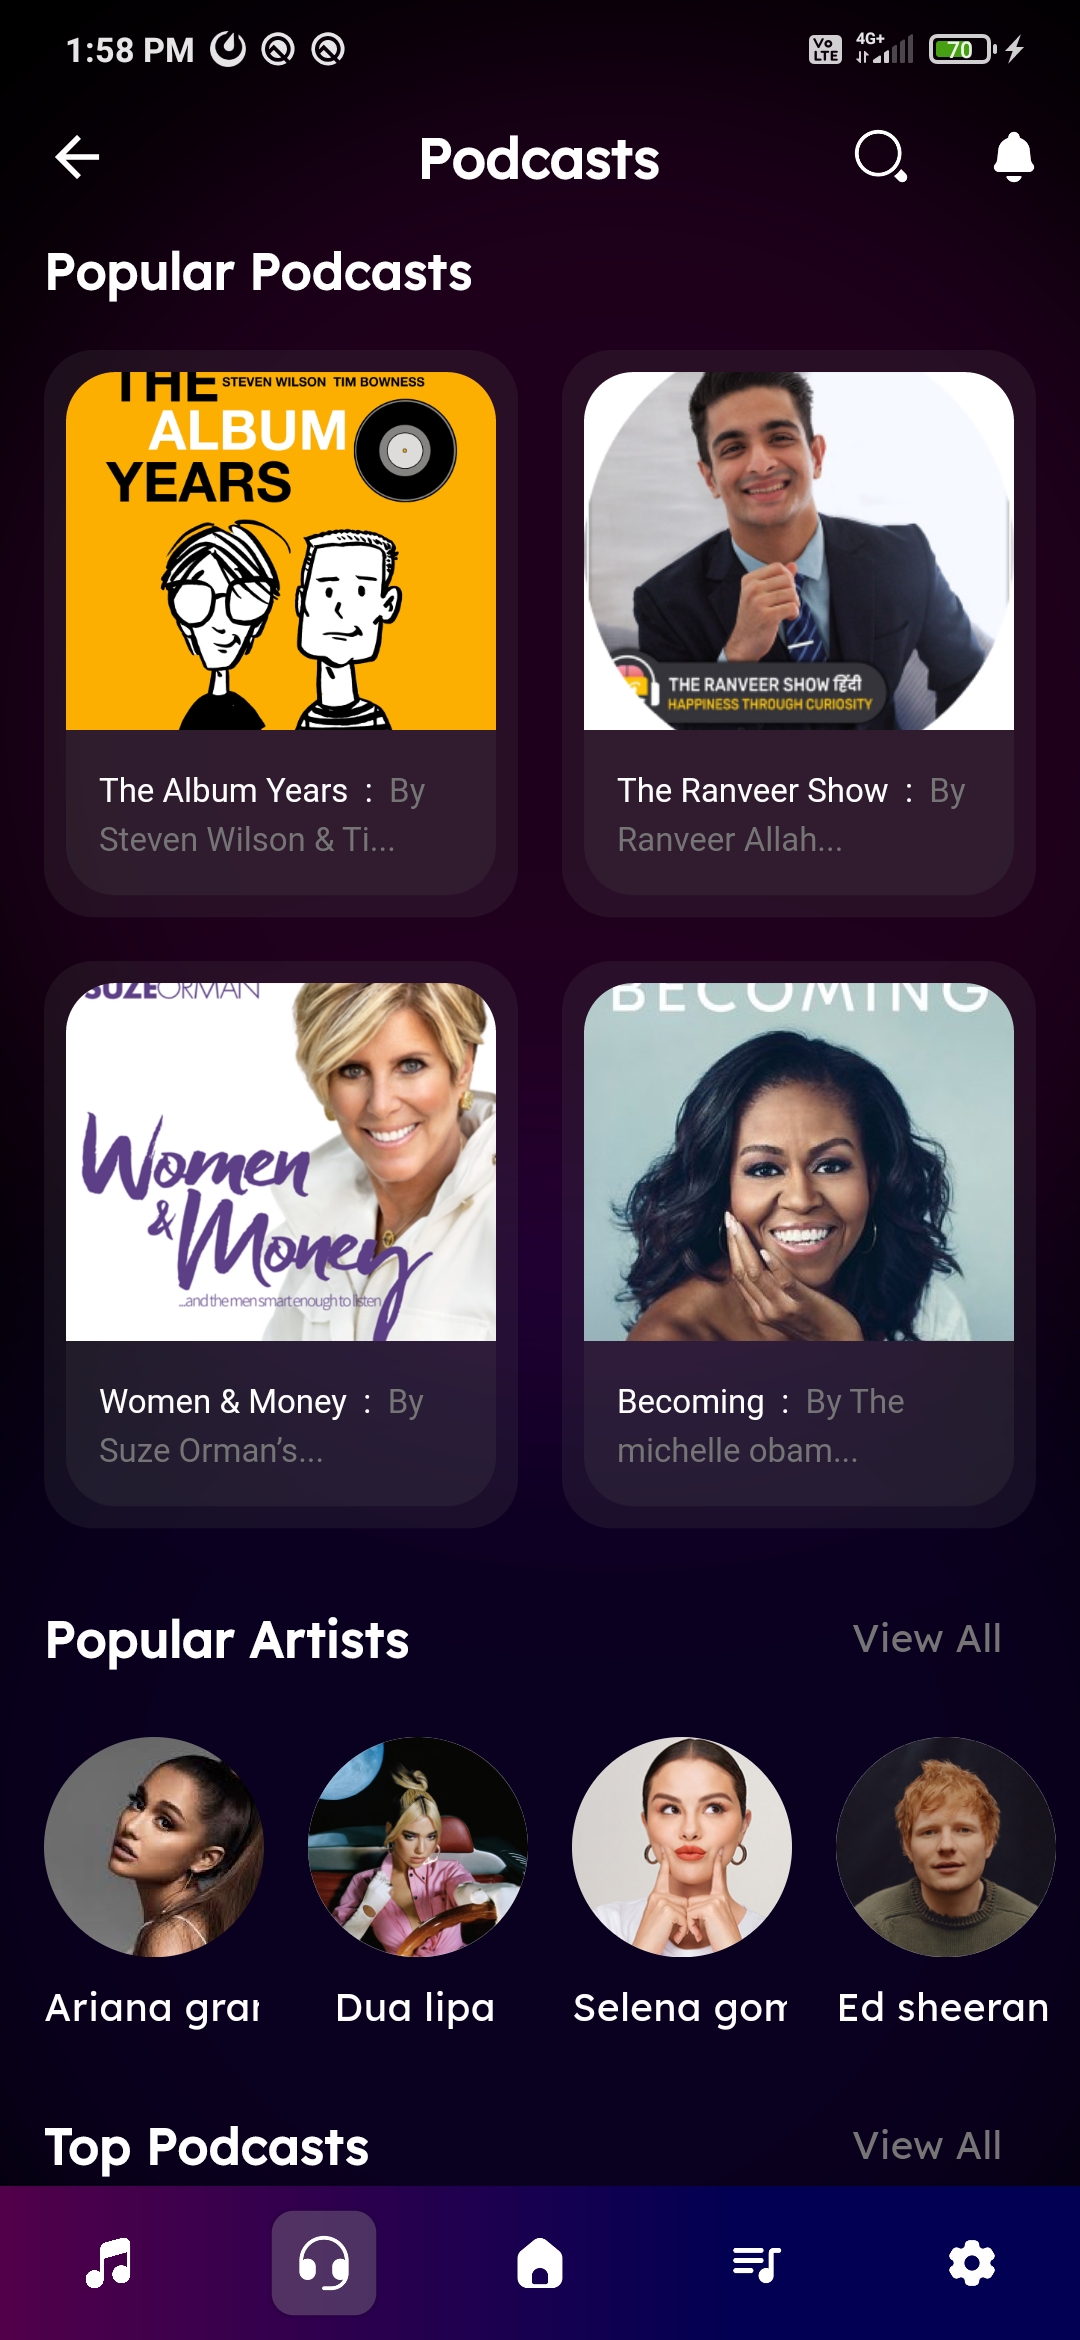 1:58 PM
Vo LTE 4G+ 70
Podcasts
Popular Podcasts
THE STEVEN WILSON TIM BOWNESS
ALBUM
YEARS
THE RANVEER SHOW हिंदी
HAPPINESS THROUGH CURIOSITY
The Album Years : By
Steven Wilson & Ti...
The Ranveer Show : By
Ranveer Allah...
SUZEORMAN
Women
& Money
...and the men smart enough to listen
BECOMING
Women & Money : By
Suze Orman’s...
Becoming : By The
michelle obam...
Popular Artists
View All
Ariana gran
Dua lipa
Selena gom
Ed sheeran
Top Podcasts
View All